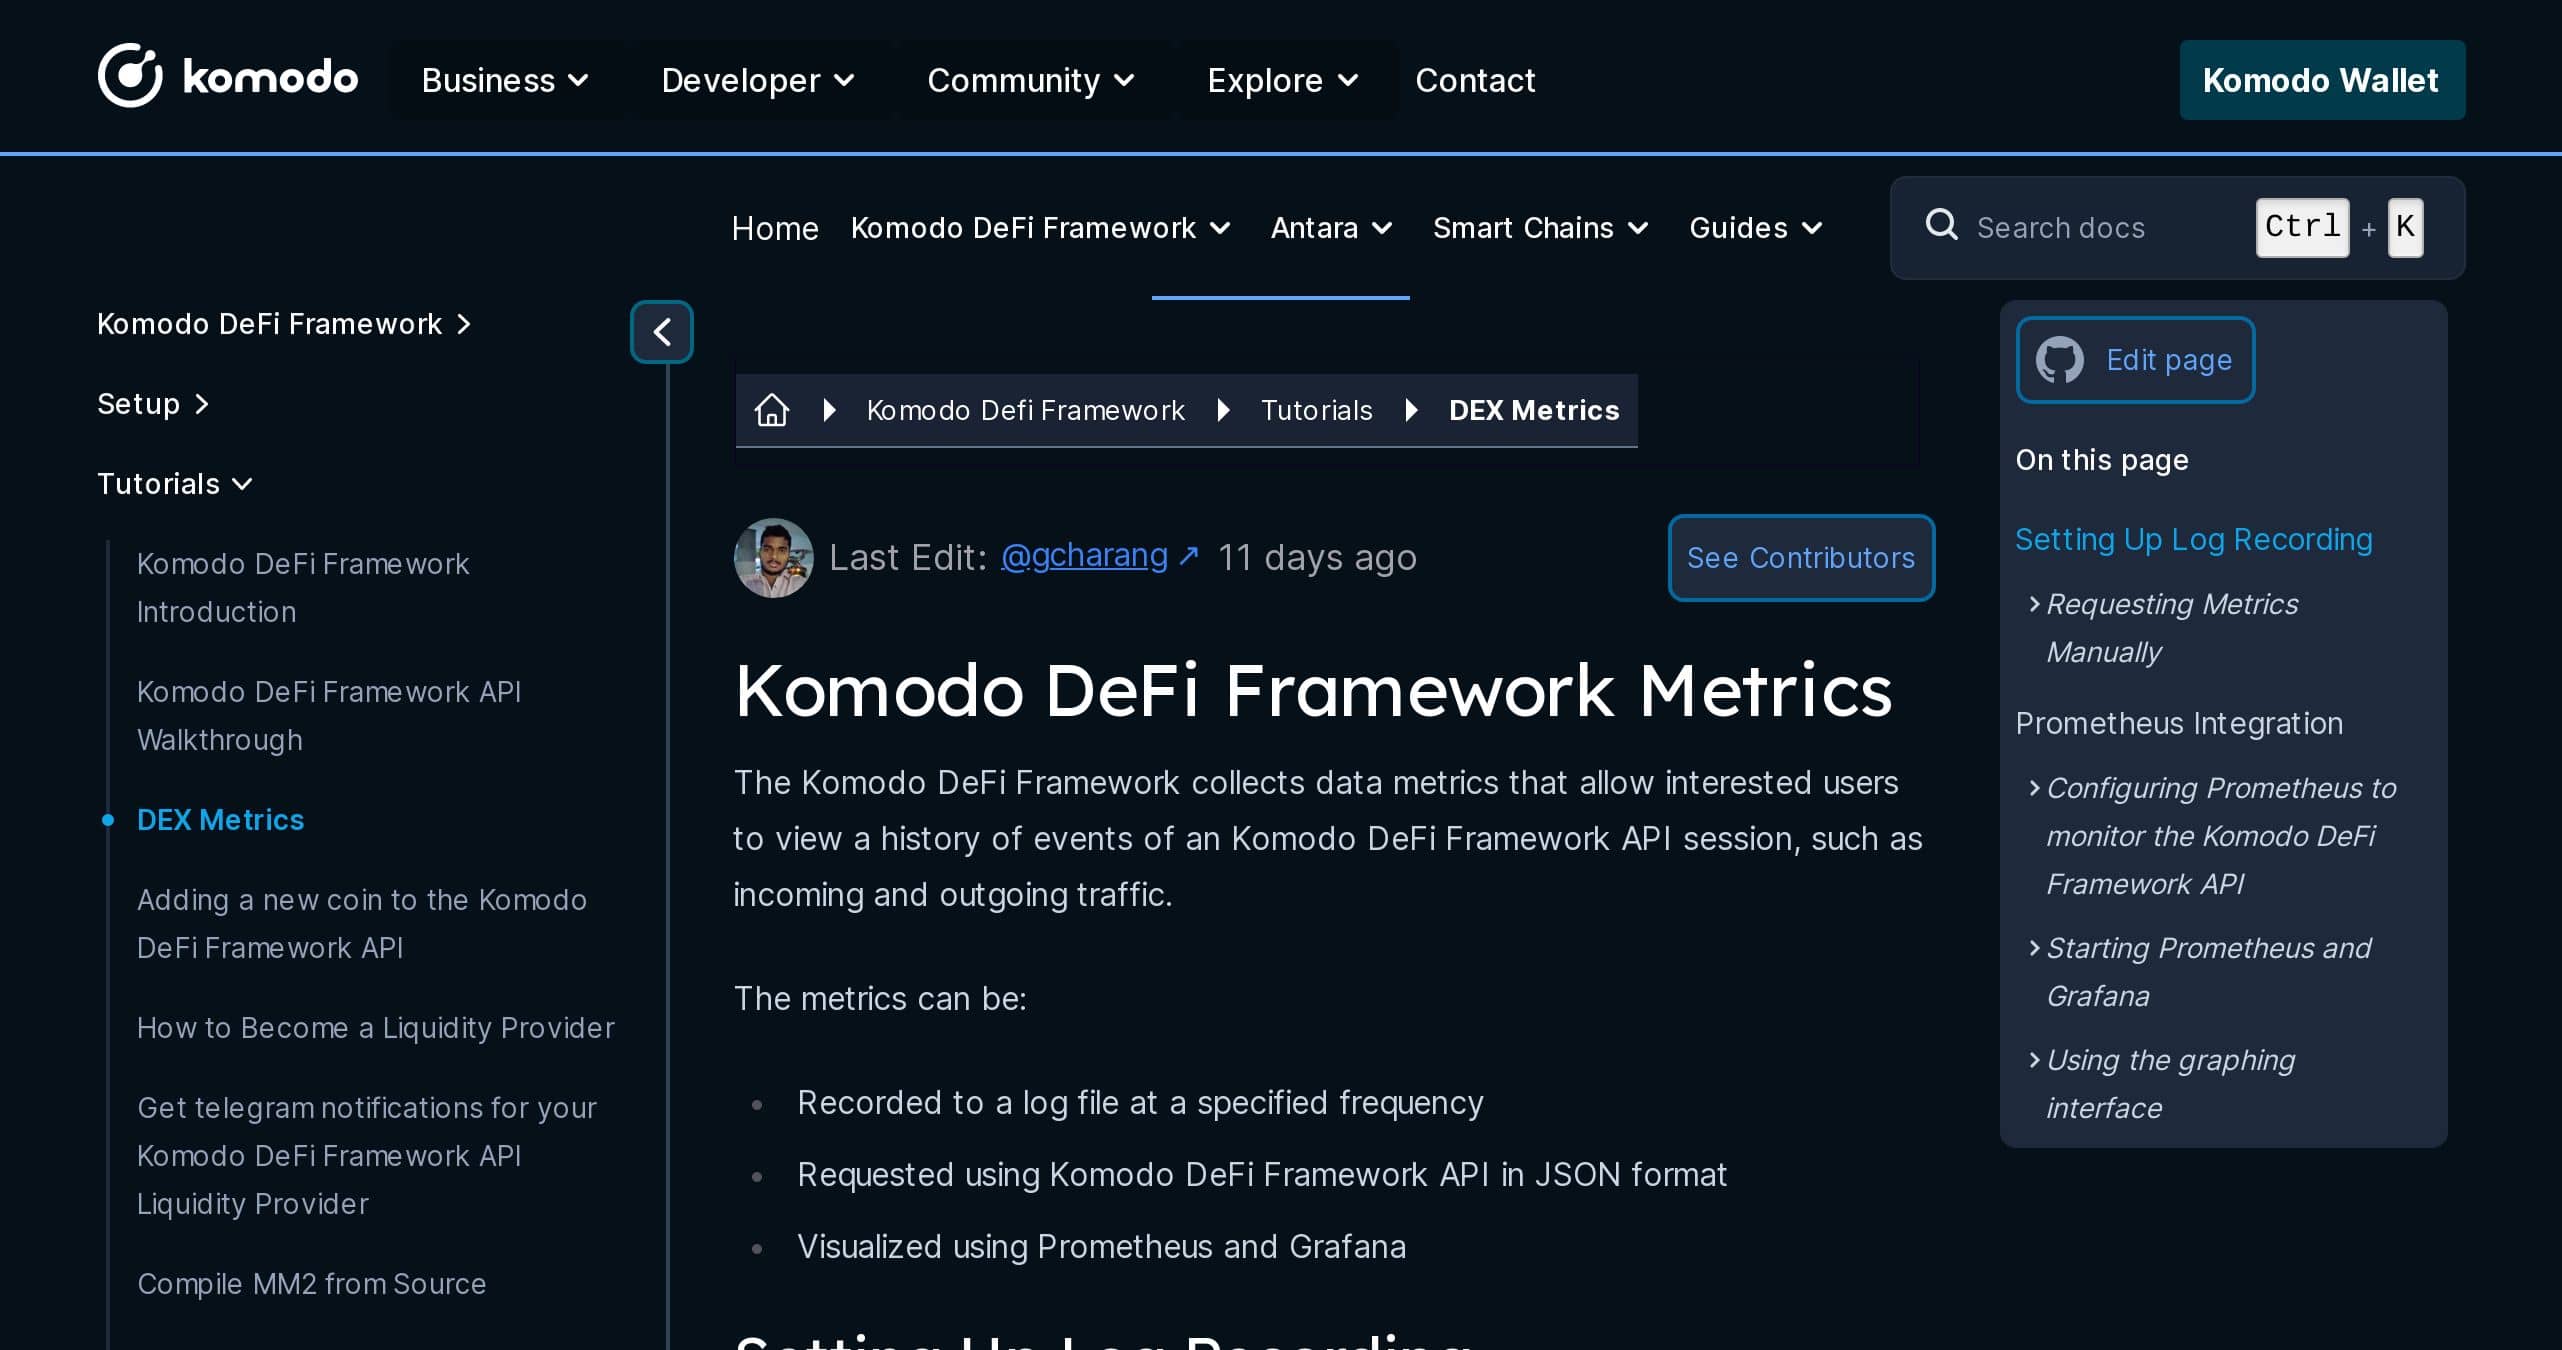 komodo
Business
Developer
Community
Explore
Contact
Komodo Wallet
Home
Komodo DeFi Framework
Antara
Smart Chains
Guides
Search docs
Ctrl + K
Komodo DeFi Framework
Setup
Tutorials
Komodo DeFi Framework
Introduction
Komodo DeFi Framework API
Walkthrough
DEX Metrics
Adding a new coin to the Komodo
DeFi Framework API
How to Become a Liquidity Provider
Get telegram notifications for your
Komodo DeFi Framework API
Liquidity Provider
Compile MM2 from Source
Komodo Defi Framework
Tutorials
DEX Metrics
Last Edit: @gcharang ↗ 11 days ago
See Contributors
Komodo DeFi Framework Metrics
The Komodo DeFi Framework collects data metrics that allow interested users
to view a history of events of an Komodo DeFi Framework API session, such as
incoming and outgoing traffic.
The metrics can be:
• Recorded to a log file at a specified frequency
• Requested using Komodo DeFi Framework API in JSON format
• Visualized using Prometheus and Grafana
Setting Up Log Recording
Edit page
On this page
Setting Up Log Recording
Requesting Metrics
Manually
Prometheus Integration
Configuring Prometheus to
monitor the Komodo DeFi
Framework API
Starting Prometheus and
Grafana
Using the graphing
interface